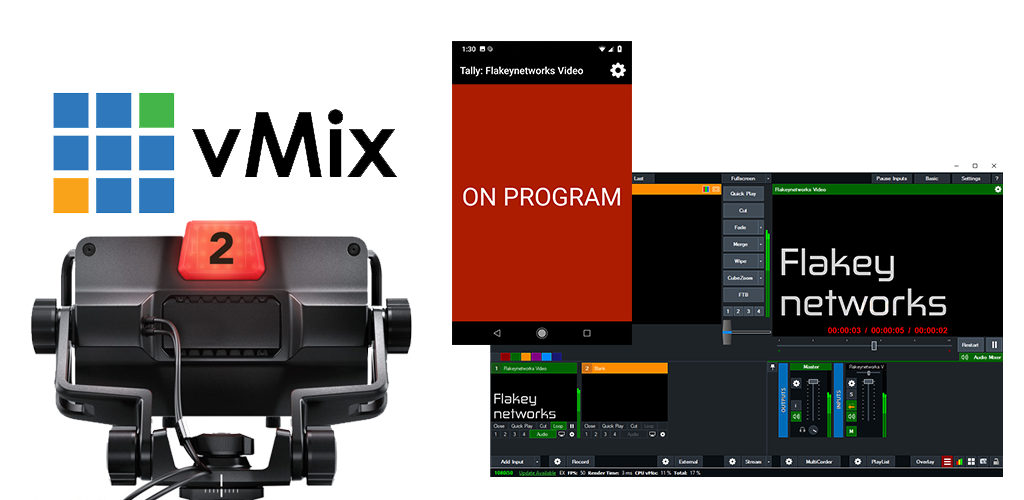 vMix
2
1:30
Tally: Flakeynetworks Video
ON PROGRAM
Last
Fullscreen
Pause Inputs
Basic
Settings
?
Flakeynetworks Video
Quick Play
Cut
Fade
Merge
Wipe
CubeZoom
FTB
1 2 3 4
Flakey
networks
00:00:03 / 00:00:05 / 00:00:02
Restart
Audio Mixer
1 Flakeynetworks Video
2 Blank
Flakey
networks
Close Quick Play Cut Loop
1 2 3 4 Audio
Close Quick Play Cut Loop
1 2 3 4 Audio
OUTPUTS
Master
1
INPUTS
Flakeynetworks V
S
M
Add Input
Record
External
Stream
MultiCorder
PlayList
Overlay
1080p50 Update Available EX FPS: 50 Render Time: 3 ms CPU vMix: 11 % Total: 17 %